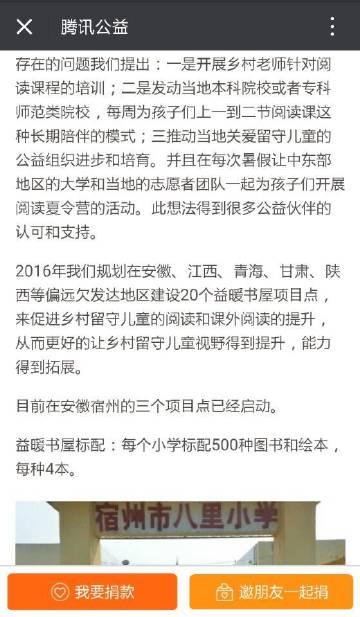 腾讯公益
存在的问题我们提出：一是开展乡村老师针对阅
读课程的培训；二是发动当地本科院校或者专科
师范类院校，每周为孩子们上一到二节阅读课这
种长期陪伴的模式；三推动当地关爱留守儿童的
公益组织进步和培育。并且在每次暑假让中东部
地区的大学和当地的志愿者团队一起为孩子们开展
阅读夏令营的活动。此想法得到很多公益伙伴的
认可和支持。
2016年我们规划在安徽、江西、青海、甘肃、陕
西等偏远欠发达地区建设20个益暖书屋项目点，
来促进乡村留守儿童的阅读和课外阅读的提升，
从而更好的让乡村留守儿童视野得到提升，能力
得到拓展。
目前在安徽宿州的三个项目点已经启动。
益暖书屋标配：每个小学标配500种图书和绘本，
每种4本。
宿州市八里小学
我要捐款
邀朋友一起捐